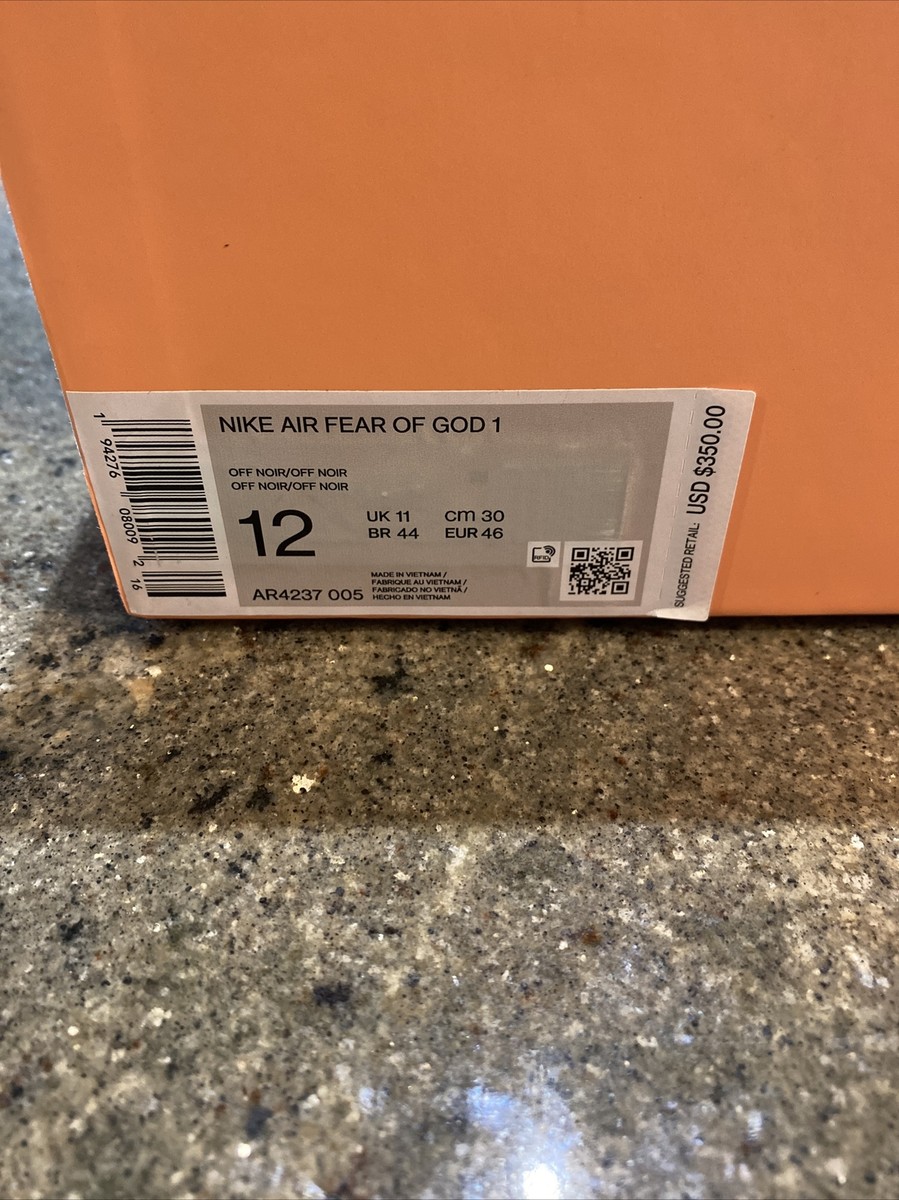 NIKE AIR FEAR OF GOD 1
OFF NOIR/OFF NOIR
OFF NOIR/OFF NOIR
12
UK 11 cm 30
BR 44 EUR 46
RFID
AR4237 005
MADE IN VIETNAM /
FABRIQUE AU VIETNAM /
FABRICADO NO VIETNÃ /
HECHO EN VIETNAM
1 94276 08009 2 16
SUGGESTED RETAIL: USD $350.00